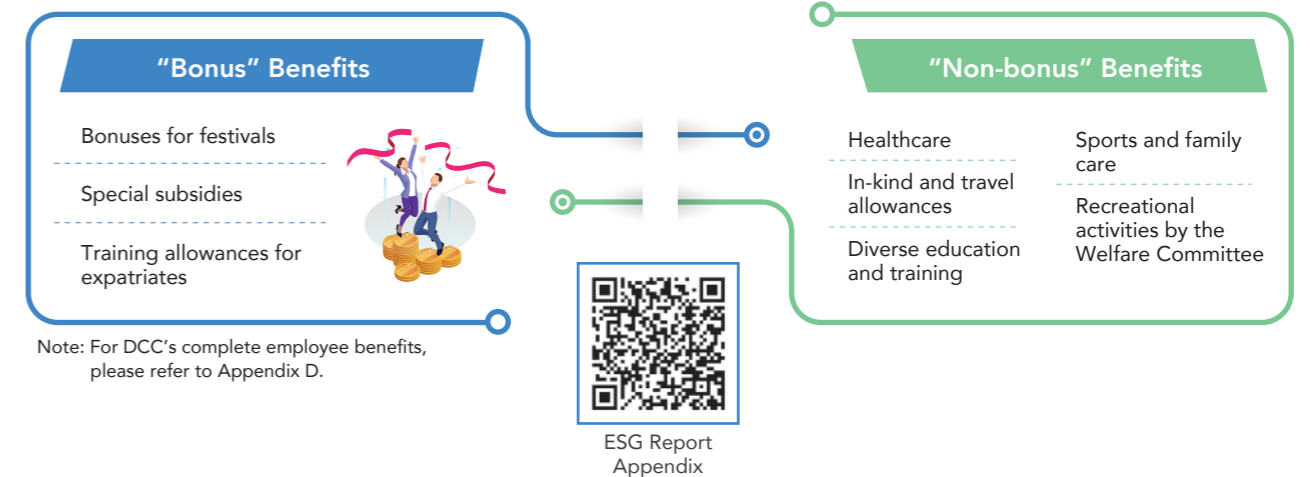 “Bonus” Benefits
Bonuses for festivals
Special subsidies
Training allowances for
expatriates
Note: For DCC’s complete employee benefits,
please refer to Appendix D.
ESG Report
Appendix
“Non-bonus” Benefits
Healthcare
In-kind and travel
allowances
Diverse education
and training
Sports and family
care
Recreational
activities by the
Welfare Committee